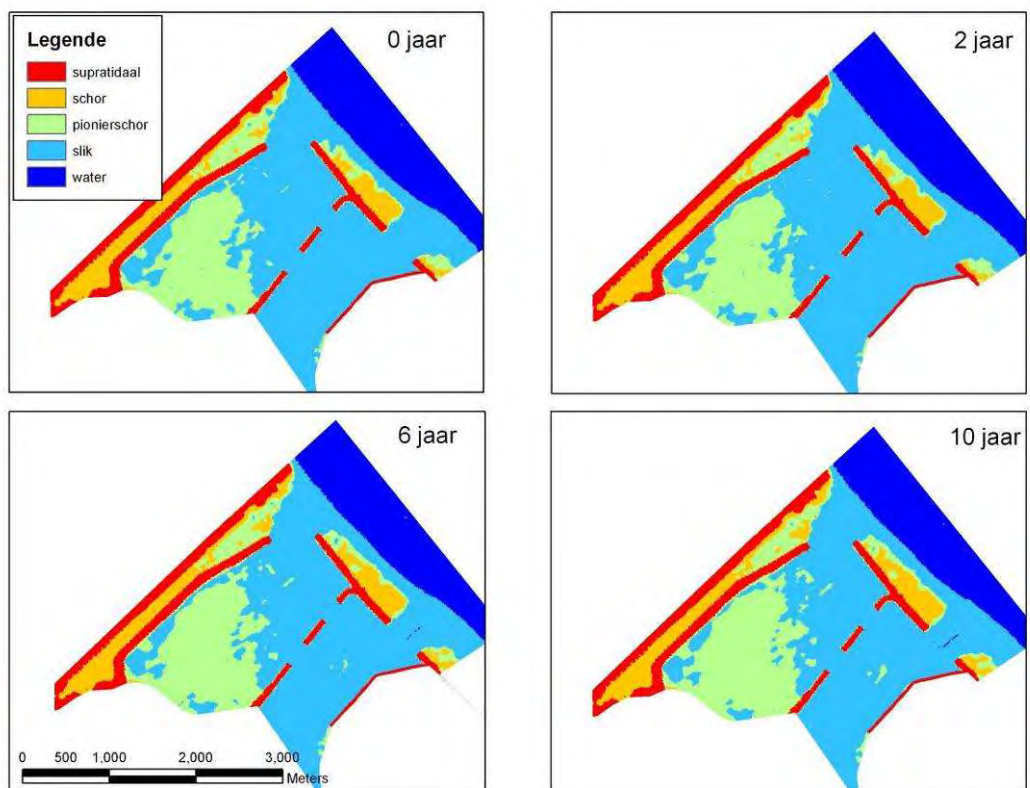 Legende
supratidaal
schor
pionierschor
slik
water
0 jaar
2 jaar
6 jaar
10 jaar
0 500 1,000 2,000 3,000
Meters